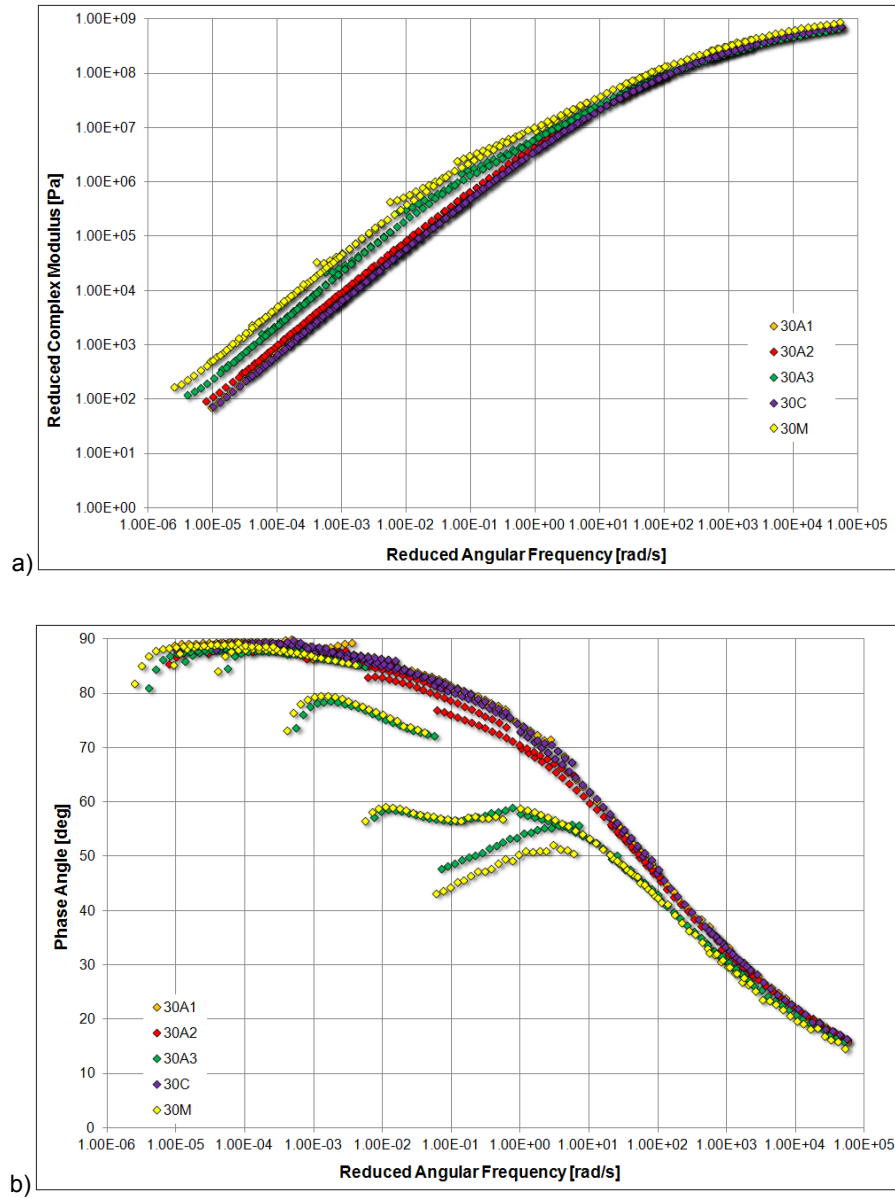 1.00E+09
1.00E+08
1.00E+07
1.00E+06
1.00E+05
1.00E+04
1.00E+03
1.00E+02
1.00E+01
1.00E+00
Reduced Complex Modulus [Pa]
30A1
30A2
30A3
30C
30M
1.00E-06 1.00E-05 1.00E-04 1.00E-03 1.00E-02 1.00E-01 1.00E+00 1.00E+01 1.00E+02 1.00E+03 1.00E+04 1.00E+05
Reduced Angular Frequency [rad/s]
a)
90
80
70
60
50
40
30
20
10
0
Phase Angle [deg]
30A1
30A2
30A3
30C
30M
1.00E-06 1.00E-05 1.00E-04 1.00E-03 1.00E-02 1.00E-01 1.00E+00 1.00E+01 1.00E+02 1.00E+03 1.00E+04 1.00E+05
Reduced Angular Frequency [rad/s]
b)